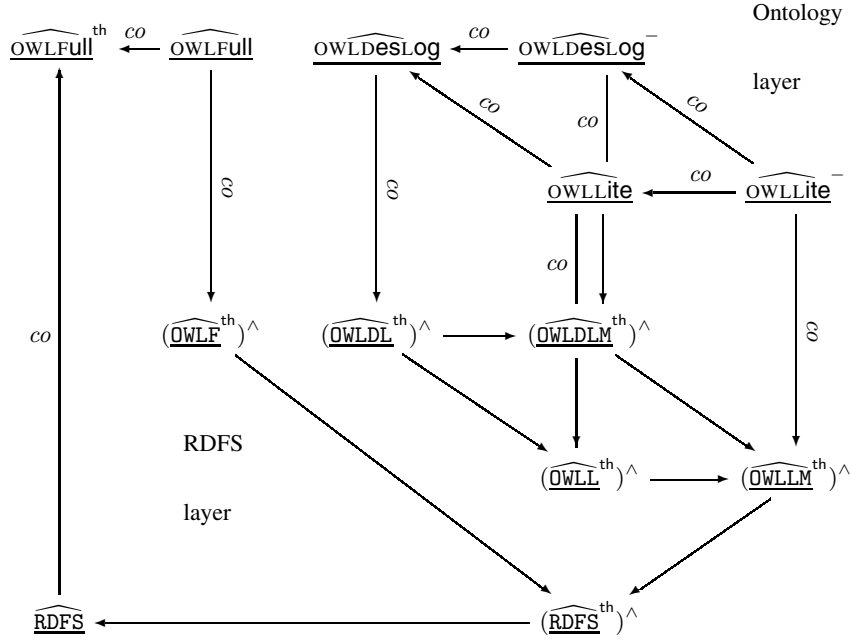 Ontology
OWLFull^th co OWLFull OWLDesLog co OWLDesLog^−
layer
co co co
OWLLite co OWLLite^−
co co
co
co (OWLF^th)^∧ (OWLDL^th)^∧ (OWLDLM^th)^∧ co
RDFS
(OWLL^th)^∧ (OWLLM^th)^∧
layer
RDFS (RDFS^th)^∧